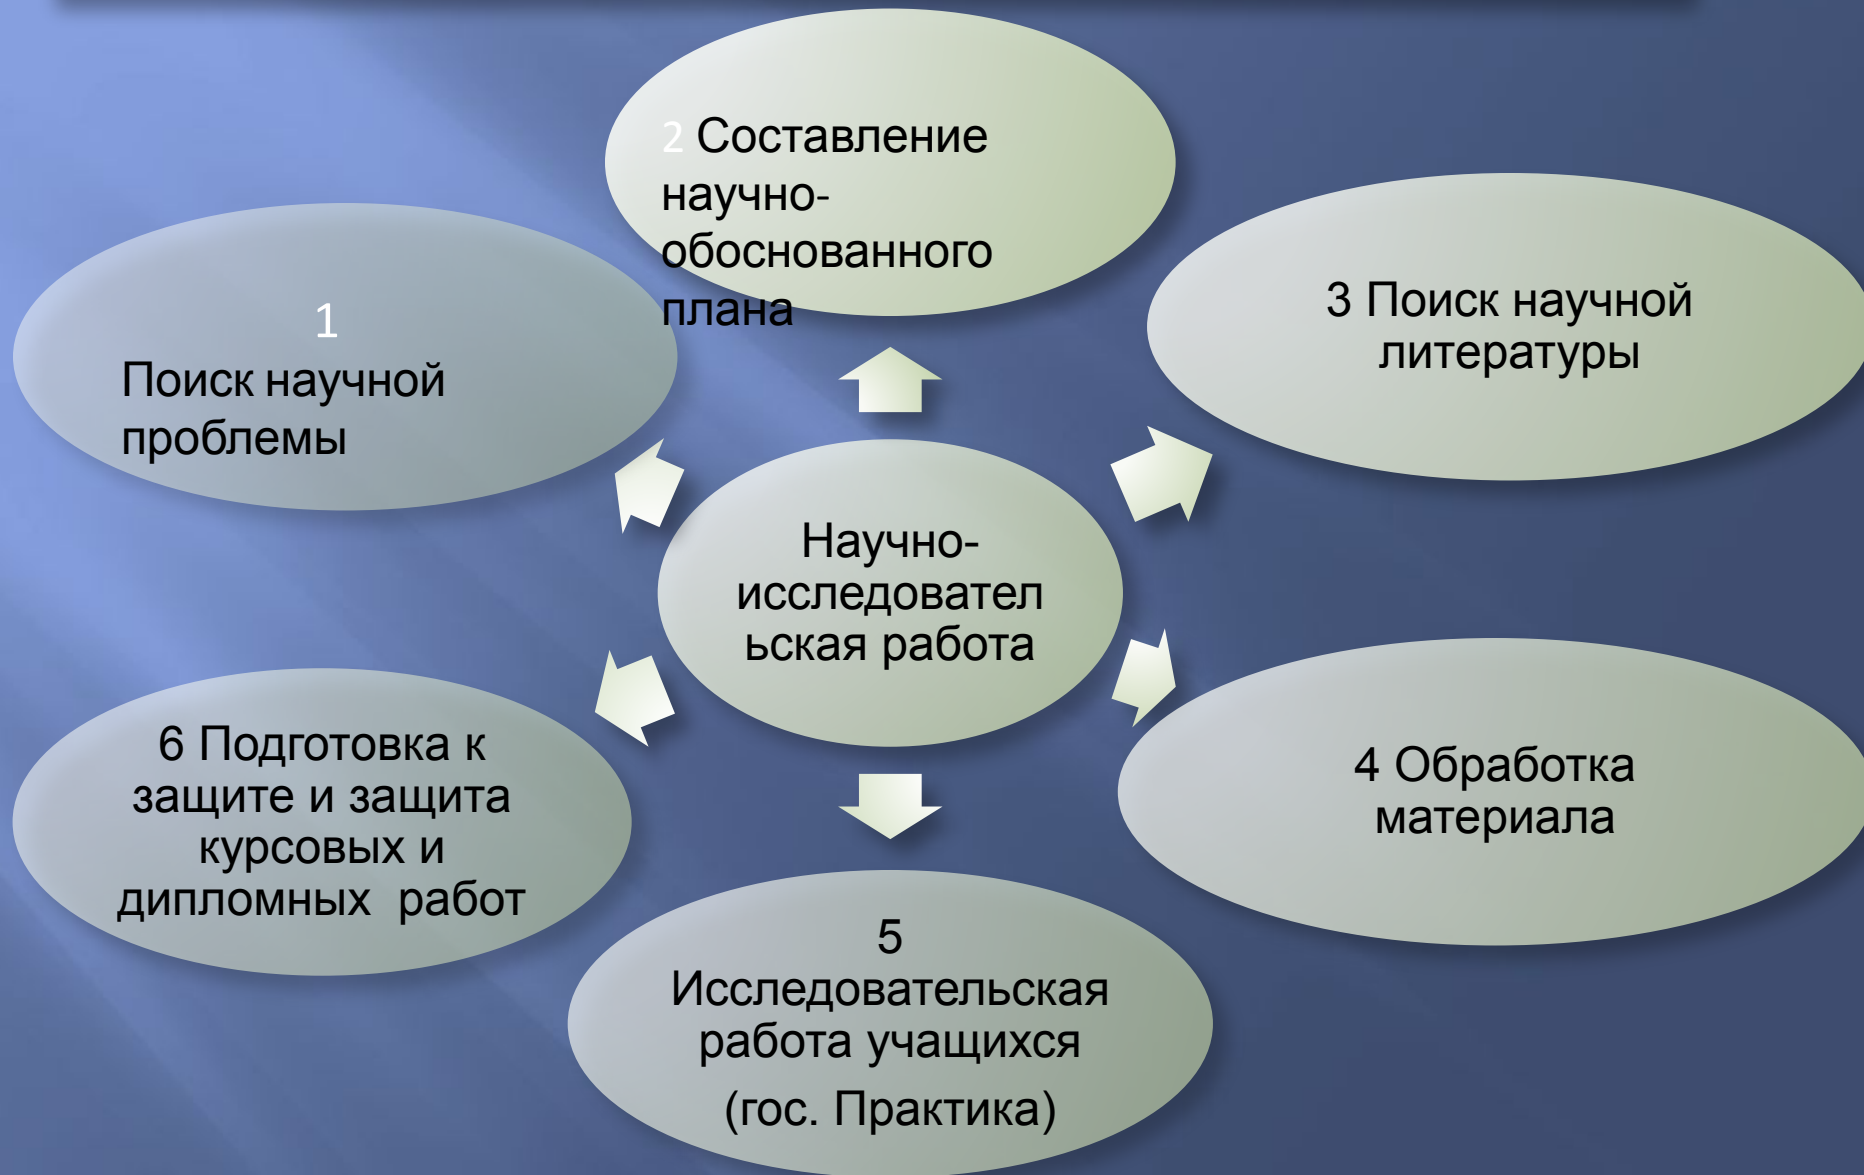 1
Поиск научной
проблемы
2 Составление
научно-
обоснованного
плана
3 Поиск научной
литературы
Научно-
исследовател
ьская работа
4 Обработка
материала
5
Исследовательская
работа учащихся
(гос. Практика)
6 Подготовка к
защите и защита
курсовых и
дипломных  работ